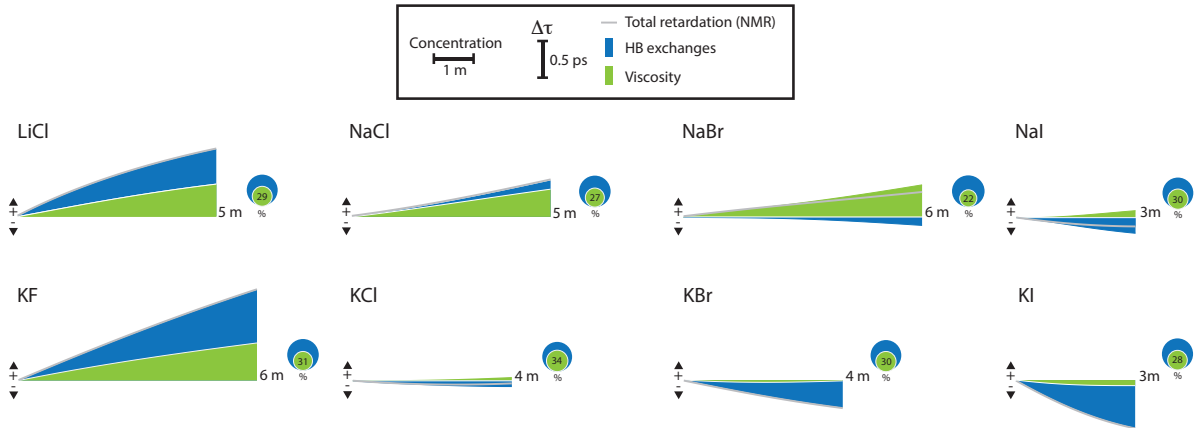 Concentration
1 m
Δτ
0.5 ps
Total retardation (NMR)
HB exchanges
Viscosity
LiCl
+
-
5 m
29
%
NaCl
+
-
5 m
27
%
NaBr
+
-
6 m
22
%
NaI
+
-
3m
30
%
KF
+
-
6 m
31
%
KCl
+
-
4 m
34
%
KBr
+
-
4 m
30
%
KI
+
-
3m
28
%